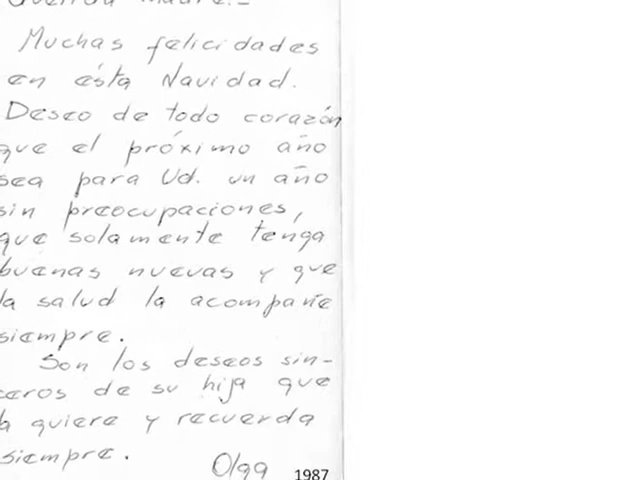 Querida madre.-
Muchas felicidades
en ésta Navidad.
Deseo de todo corazón
que el próximo año
sea para Ud. un año
sin preocupaciones,
que solamente tenga
buenas nuevas y que
la salud la acompañe
siempre.
Son los deseos sin-
ceros de su hija que
la quiere y recuerda
siempre.
Olga 1987